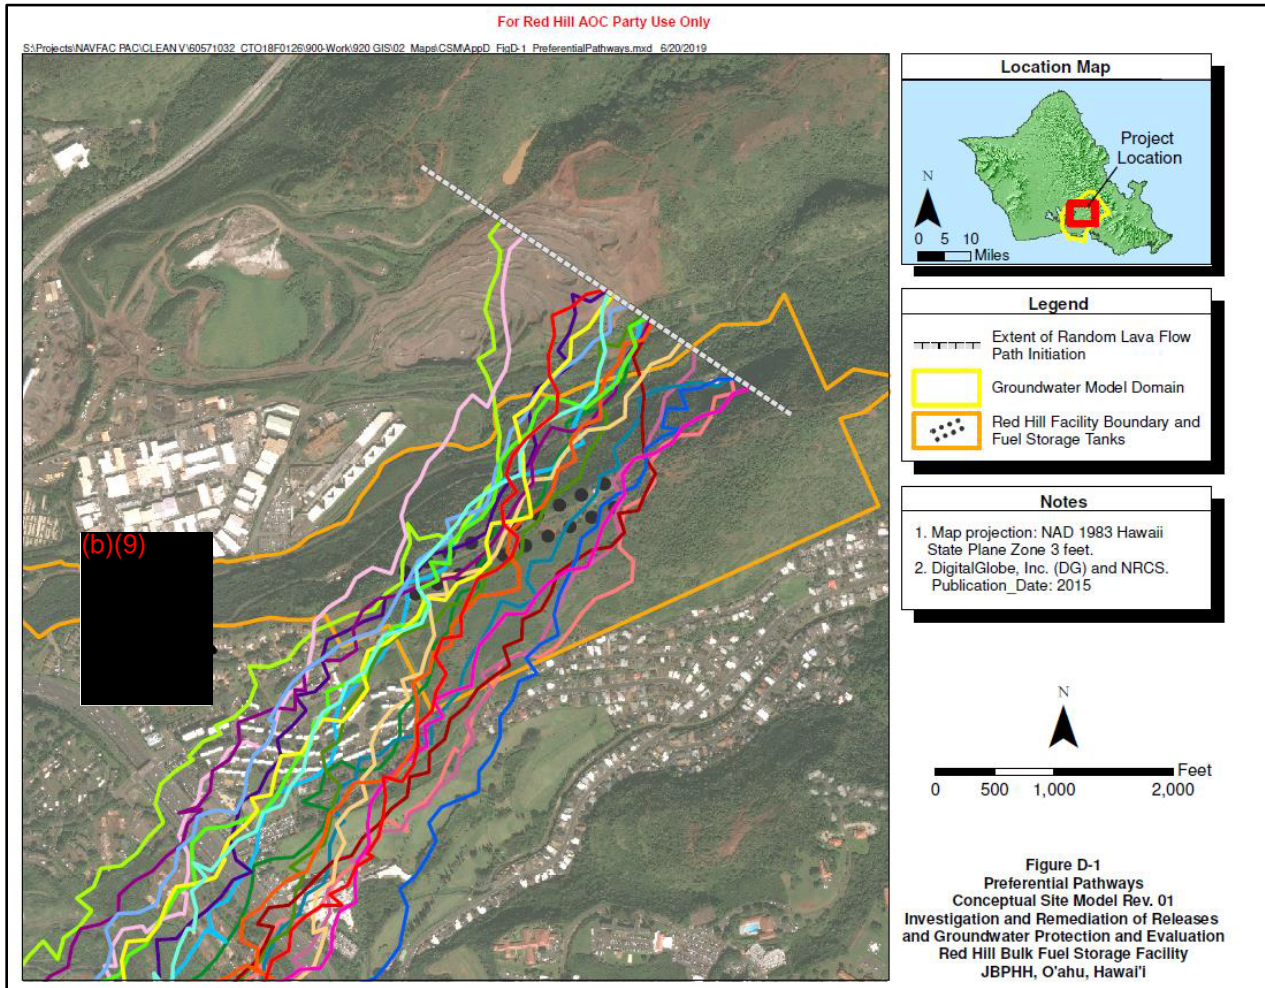 For Red Hill AOC Party Use Only
S:\Projects\NAVFAC PAC\CLEAN V\60571032_CTO18F0126\900-Work\920 GIS\02_Maps\CSM\AppD_FigD-1_PreferentialPathways.mxd 6/20/2019
(b)(9)
Location Map
Project
Location
N
0 5 10
Miles
Legend
Extent of Random Lava Flow
Path Initiation
Groundwater Model Domain
Red Hill Facility Boundary and
Fuel Storage Tanks
Notes
1. Map projection: NAD 1983 Hawaii
State Plane Zone 3 feet.
2. DigitalGlobe, Inc. (DG) and NRCS.
Publication_Date: 2015
N
Feet
0 500 1,000 2,000
Figure D-1
Preferential Pathways
Conceptual Site Model Rev. 01
Investigation and Remediation of Releases
and Groundwater Protection and Evaluation
Red Hill Bulk Fuel Storage Facility
JBPHH, O'ahu, Hawai'i